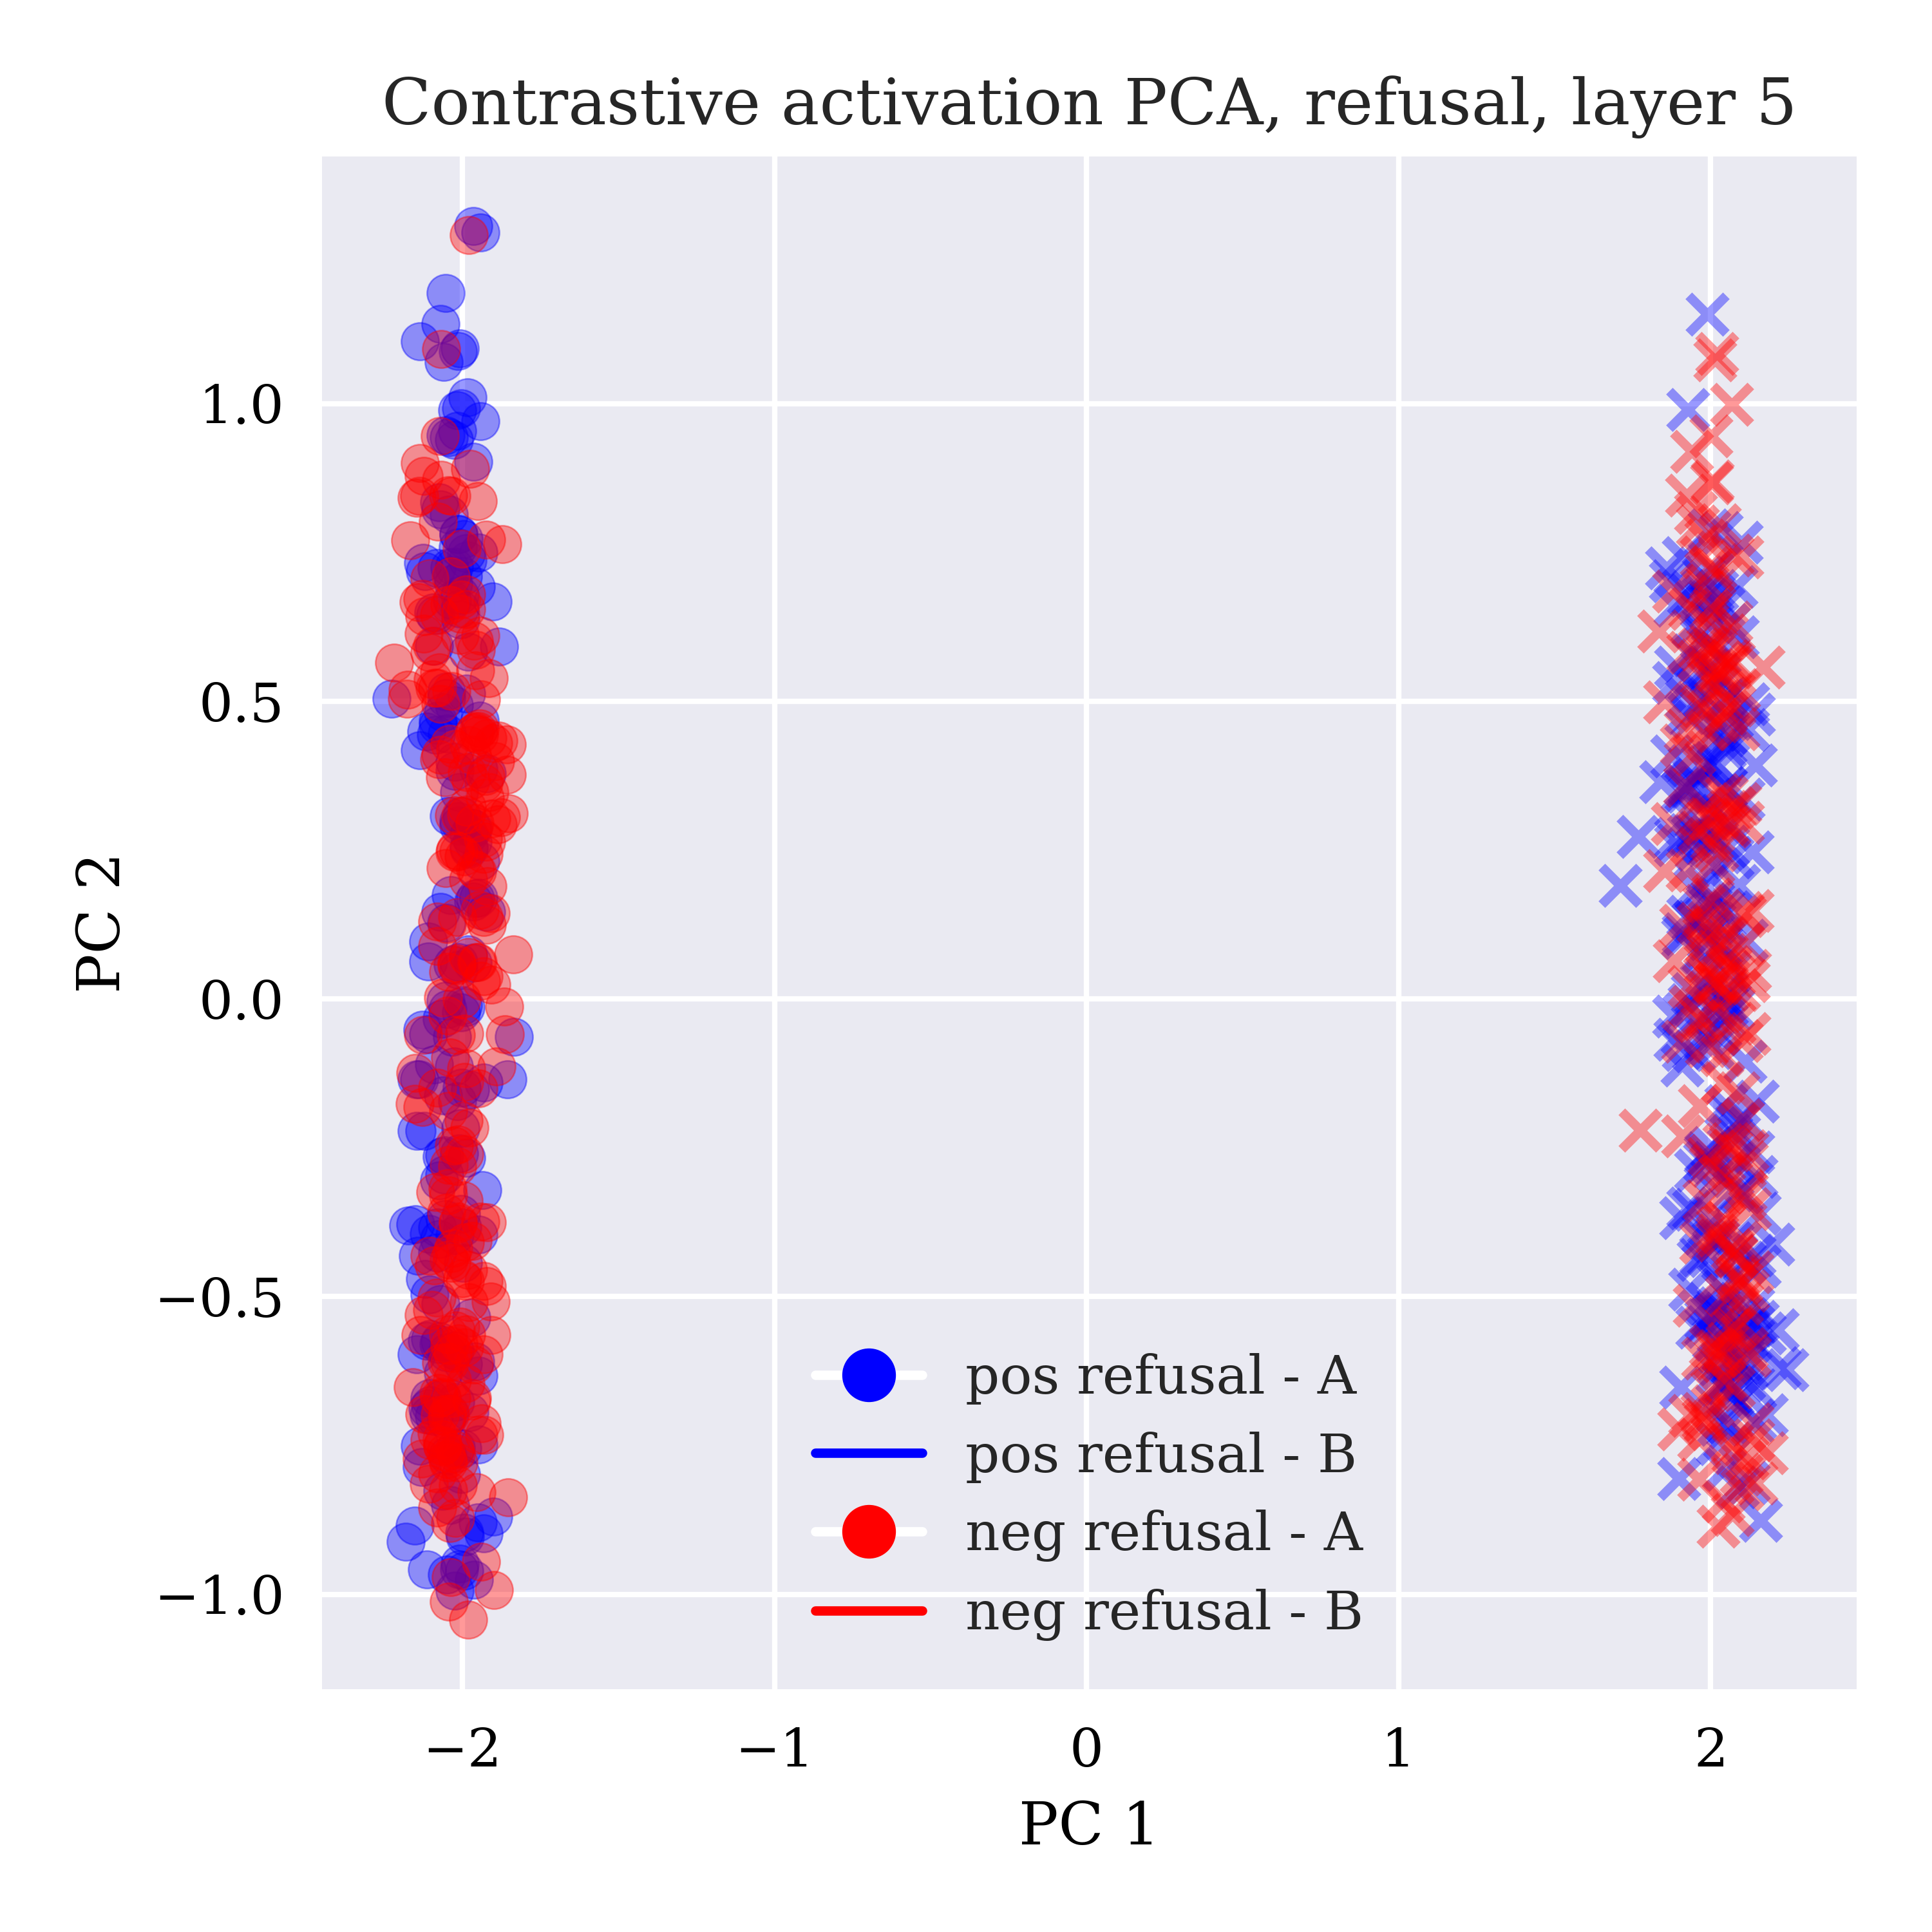 Contrastive activation PCA, refusal, layer 5
1.0
0.5
0.0
−0.5
−1.0
PC 2
pos refusal - A
pos refusal - B
neg refusal - A
neg refusal - B
−2
−1
0
1
2
PC 1